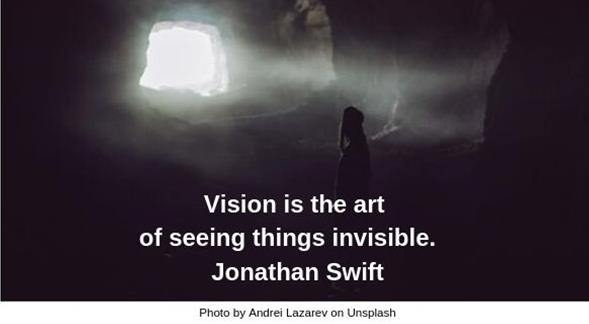 Vision is the art
of seeing things invisible.
Jonathan Swift
Photo by Andrei Lazarev on Unsplash